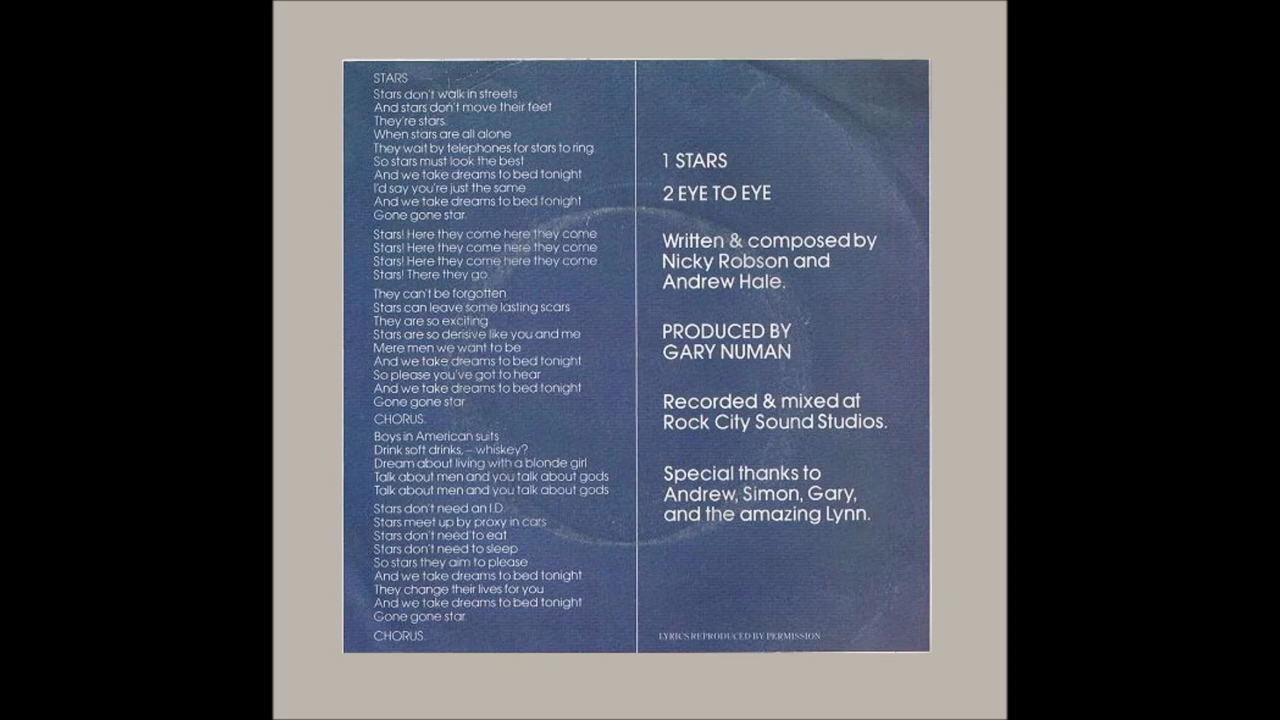 STARS
Stars don't walk in streets
And stars don't move their feet
They're stars.
When stars are all alone
They wait by telephones for stars to ring.
So stars must look the best
And we take dreams to bed tonight
I'd say you're just the same
And we take dreams to bed tonight
Gone gone star.
Stars! Here they come here they come
Stars! Here they come here they come
Stars! Here they come here they come
Stars! There they go.
They can't be forgotten
Stars can leave some lasting scars
They are so exciting
Stars are so derisive like you and me
Mere men we want to be
And we take dreams to bed tonight
So please you've got to hear
And we take dreams to bed tonight
Gone gone star.
CHORUS.
Boys in American suits
Drink soft drinks, – whiskey?
Dream about living with a blonde girl
Talk about men and you talk about gods
Talk about men and you talk about gods
Stars don't need an I.D.
Stars meet up by proxy in cars
Stars don't need to eat
Stars don't need to sleep
So stars they aim to please
And we take dreams to bed tonight
They change their lives for you
And we take dreams to bed tonight
Gone gone star.
CHORUS.
1 STARS
2 EYE TO EYE
Written & composed by
Nicky Robson and
Andrew Hale.
PRODUCED BY
GARY NUMAN
Recorded & mixed at
Rock City Sound Studios.
Special thanks to
Andrew, Simon, Gary,
and the amazing Lynn.
LYRICS REPRODUCED BY PERMISSION